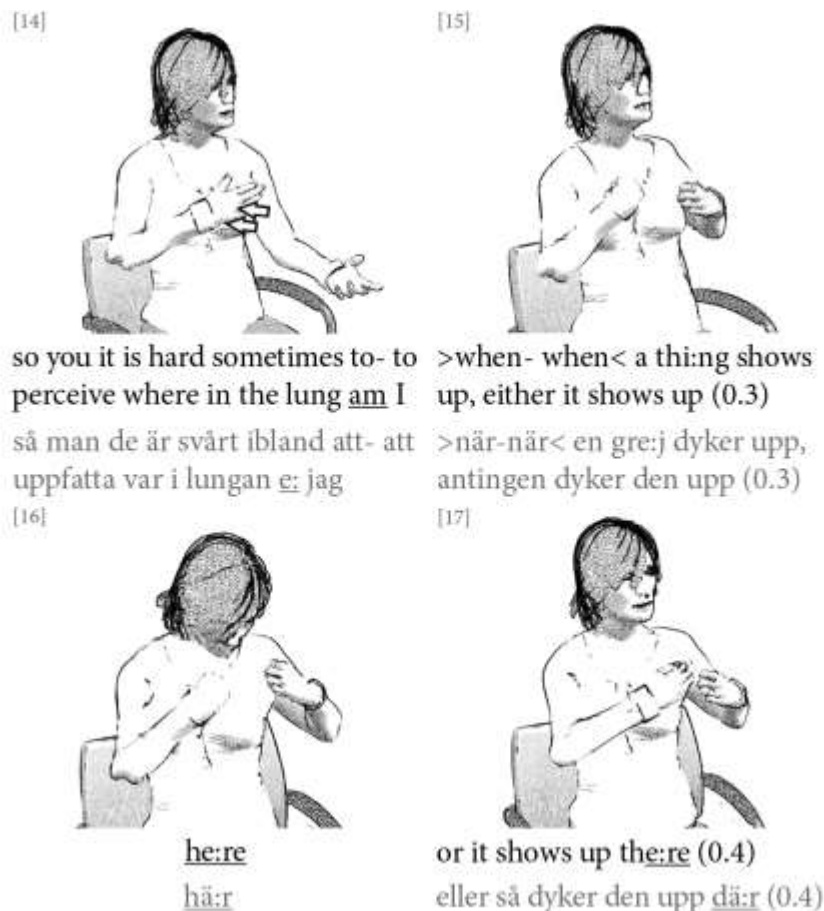 [14]
so you it is hard sometimes to- to
perceive where in the lung am I
så man de är svårt ibland att- att
uppfatta var i lungan e: jag
[15]
>when- when< a thi:ng shows
up, either it shows up (0.3)
>när-när< en gre:j dyker upp,
antingen dyker den upp (0.3)
[16]
he:re
hä:r
[17]
or it shows up the:re (0.4)
eller så dyker den upp dä:r (0.4)